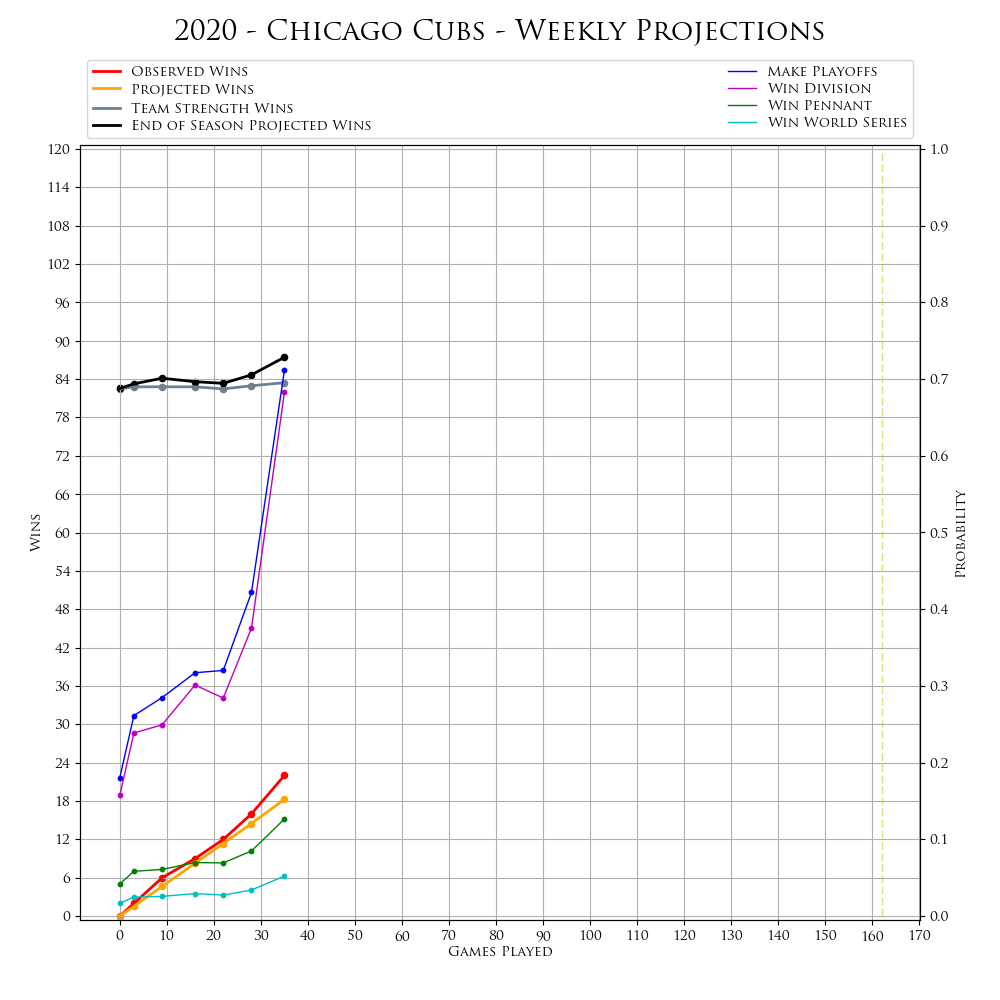 2020 - Chicago Cubs - Weekly Projections
Observed Wins
Projected Wins
Team Strength Wins
End of Season Projected Wins
Make Playoffs
Win Division
Win Pennant
Win World Series
120
114
108
102
96
90
84
78
72
66
60
54
48
42
36
30
24
18
12
6
0
Wins
1.0
0.9
0.8
0.7
0.6
0.5
0.4
0.3
0.2
0.1
0.0
Probability
0 10 20 30 40 50 60 70 80 90 100 110 120 130 140 150 160 170
Games Played